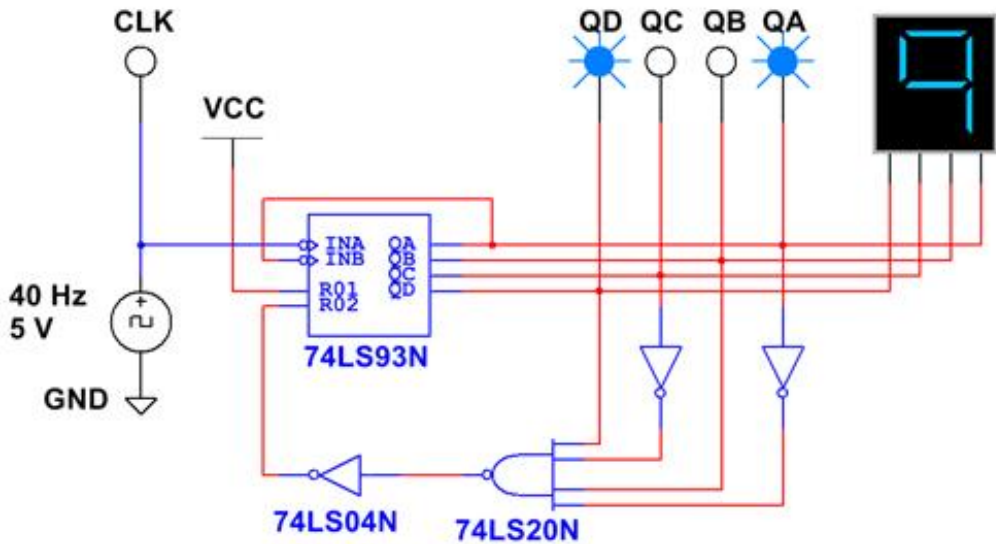 CLK
QD QC QB QA
9
VCC
INA QA
INB QB
QC
R01 QD
R02
40 Hz
5 V
74LS93N
GND
74LS04N
74LS20N